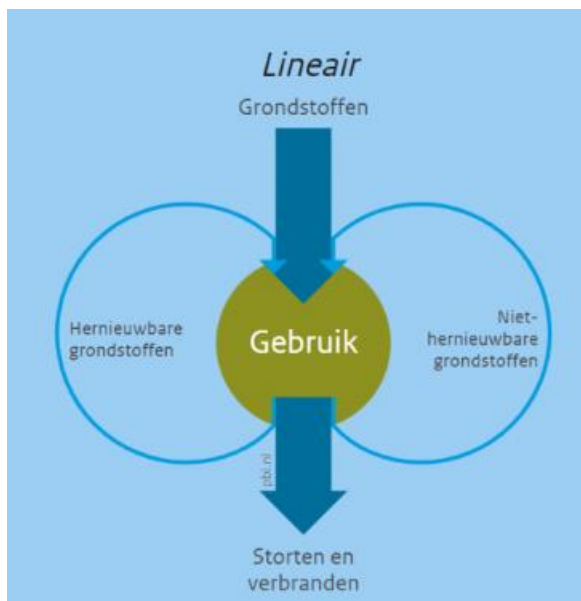 Lineair
Grondstoffen
Hernieuwbare
grondstoffen
Gebruik
Niet-
hernieuwbare
grondstoffen
pbl.nl
Storten en
verbranden